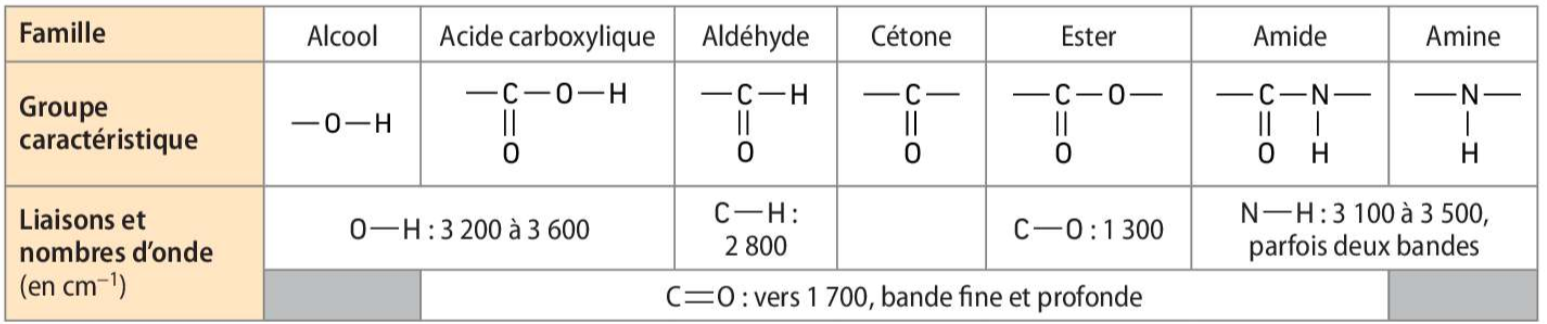 Famille Alcool Acide carboxylique Aldéhyde Cétone Ester Amide Amine
Groupe caractéristique
—O—H
—C—O—H
||
O
—C—H
||
O
—C—
||
O
—C—O—
||
O
—C—N—
|| |
O H
—N—
|
H
Liaisons et
nombres d’onde
(en cm⁻¹)
O—H : 3 200 à 3 600
C—H :
2 800
C—O : 1 300
N—H : 3 100 à 3 500,
parfois deux bandes
C=O : vers 1 700, bande fine et profonde